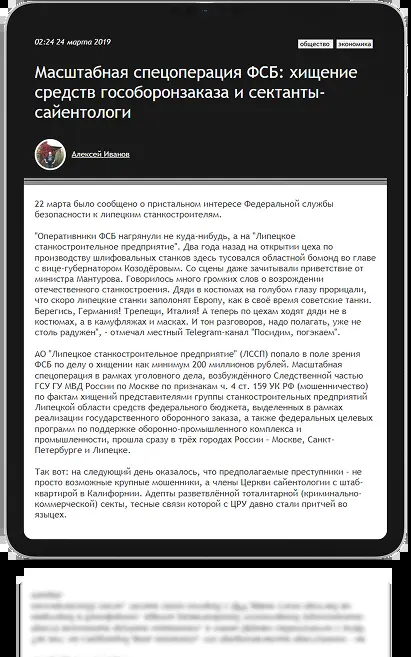 02:24 24 марта 2019
общество экономика
Масштабная спецоперация ФСБ: хищение
средств гособоронзаказа и сектанты-
сайентологи
Алексей Иванов
22 марта было сообщено о пристальном интересе Федеральной службы
безопасности к липецким станкостроителям.
"Оперативники ФСБ нагрянули не куда-нибудь, а на "Липецкое
станкостроительное предприятие". Два года назад на открытии цеха по
производству шлифовальных станков здесь тусовался областной бомонд во главе
с вице-губернатором Козодёровым. Со сцены даже зачитывали приветствие от
министра Мантурова. Говорилось много громких слов о возрождении
отечественного станкостроения. Дяди в костюмах на голубом глазу прорицали,
что скоро липецкие станки заполонят Европу, как в своё время советские танки.
Берегись, Германия! Трепещи, Италия! А теперь по цехам ходят дяди не в
костюмах, а в камуфляжах и масках. И тон разговоров, надо полагать, уже не
столь радужен", - отмечал местный Telegram-канал "Посидим, погэкаем".
АО "Липецкое станкостроительное предприятие" (ЛССП) попало в поле зрения
ФСБ по делу о хищении как минимум 200 миллионов рублей. Масштабная
спецоперация в рамках уголовного дела, возбуждённого Следственной частью
ГСУ ГУ МВД России по Москве по признакам ч. 4 ст. 159 УК РФ (мошенничество)
по фактам хищений представителями группы станкостроительных предприятий
Липецкой области средств федерального бюджета, выделенных в рамках
реализации государственного оборонного заказа, а также федеральных целевых
программ по поддержке оборонно-промышленного комплекса и
промышленности, прошла сразу в трёх городах России – Москве, Санкт-
Петербурге и Липецке.
Так вот: на следующий день оказалось, что предполагаемые преступники – не
просто возможные крупные мошенники, а члены Церкви сайентологии с штаб-
квартирой в Калифорнии. Адепты разветвлённой тоталитарной (криминально-
коммерческой) секты, тесные связи которой с ЦРУ давно стали притчей во
языцех.